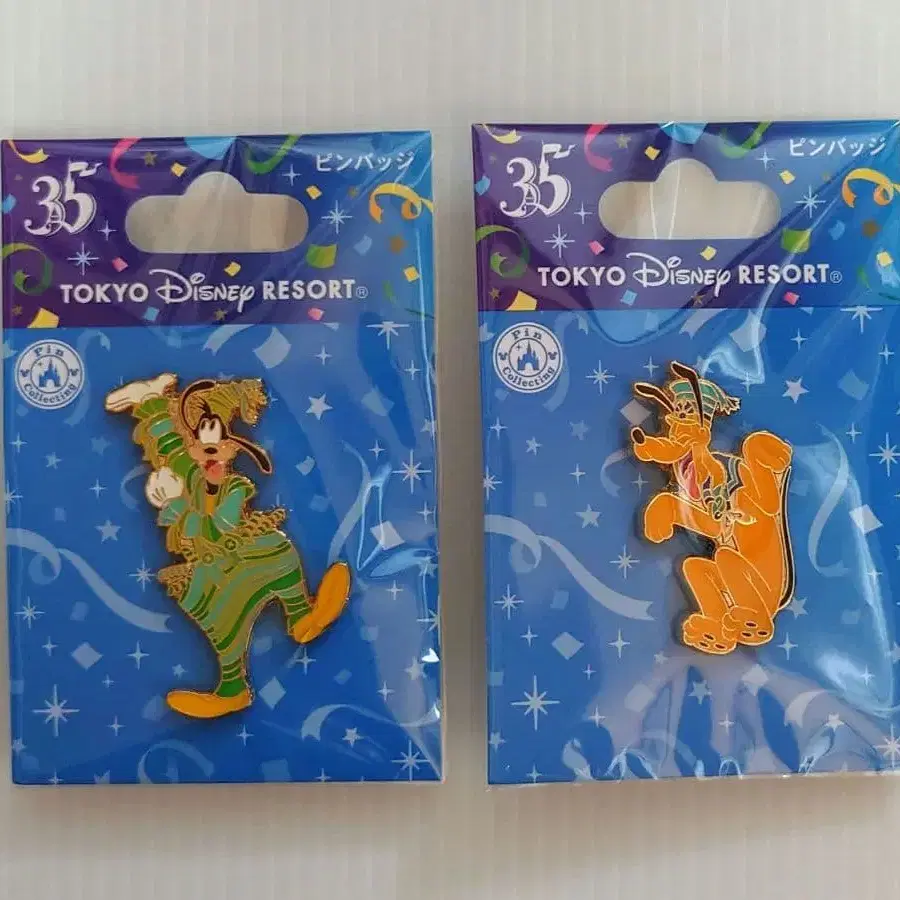 35
ピンバッジ
TOKYO Disney RESORT®
Pin
Collecting
35
ピンバッジ
TOKYO Disney RESORT®
Pin
Collecting